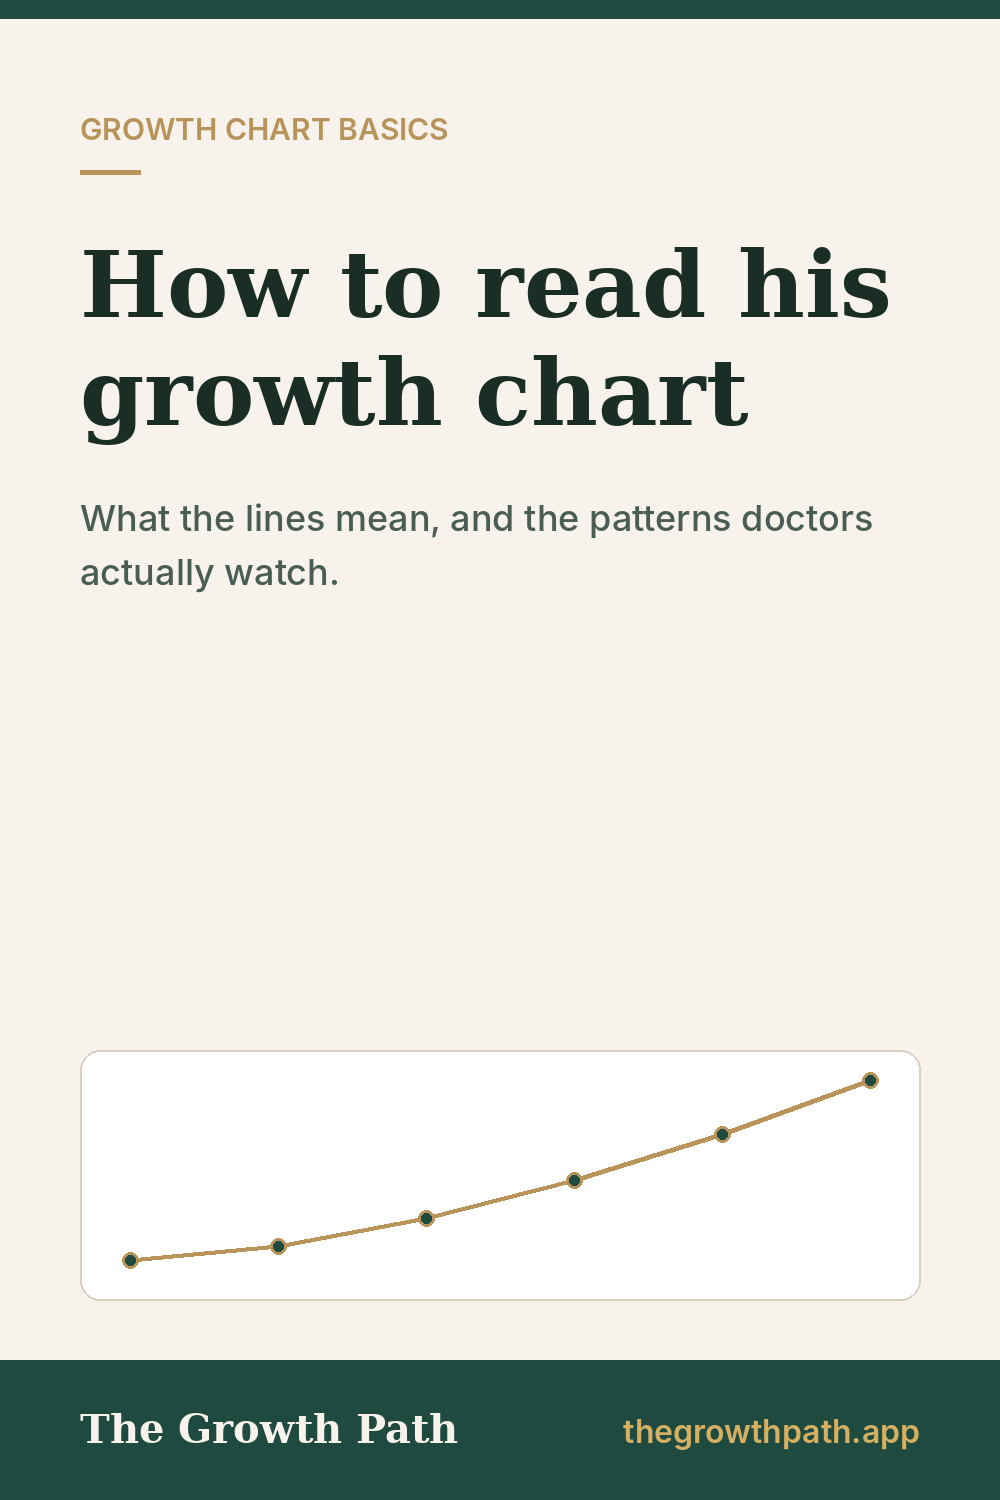 GROWTH CHART BASICS
How to read his
growth chart
What the lines mean, and the patterns doctors
actually watch.
The Growth Path
thegrowthpath.app